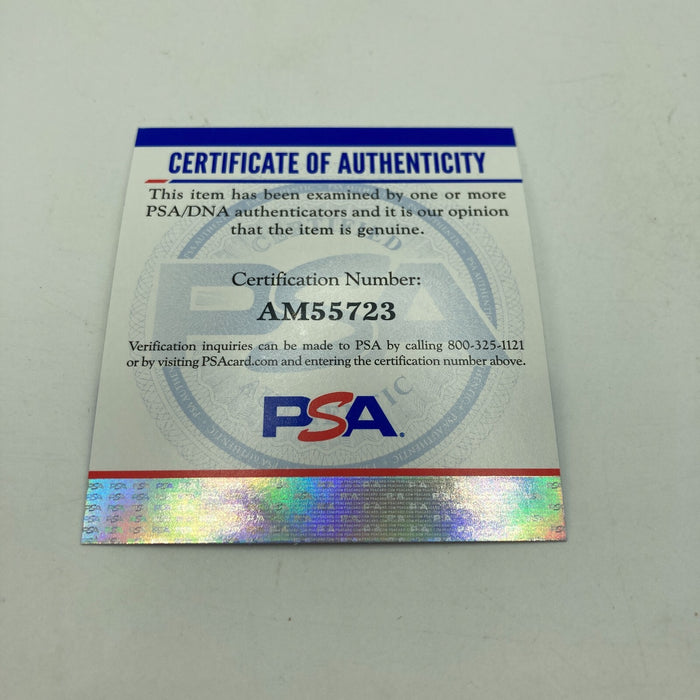 CERTIFICATE OF AUTHENTICITY
This item has been examined by one or more
PSA/DNA authenticators and it is our opinion
that the item is genuine.
Certification Number:
AM55723
Verification inquiries can be made to PSA by calling 800-325-1121
or by visiting PSAcard.com and entering the certification number above.
PSA